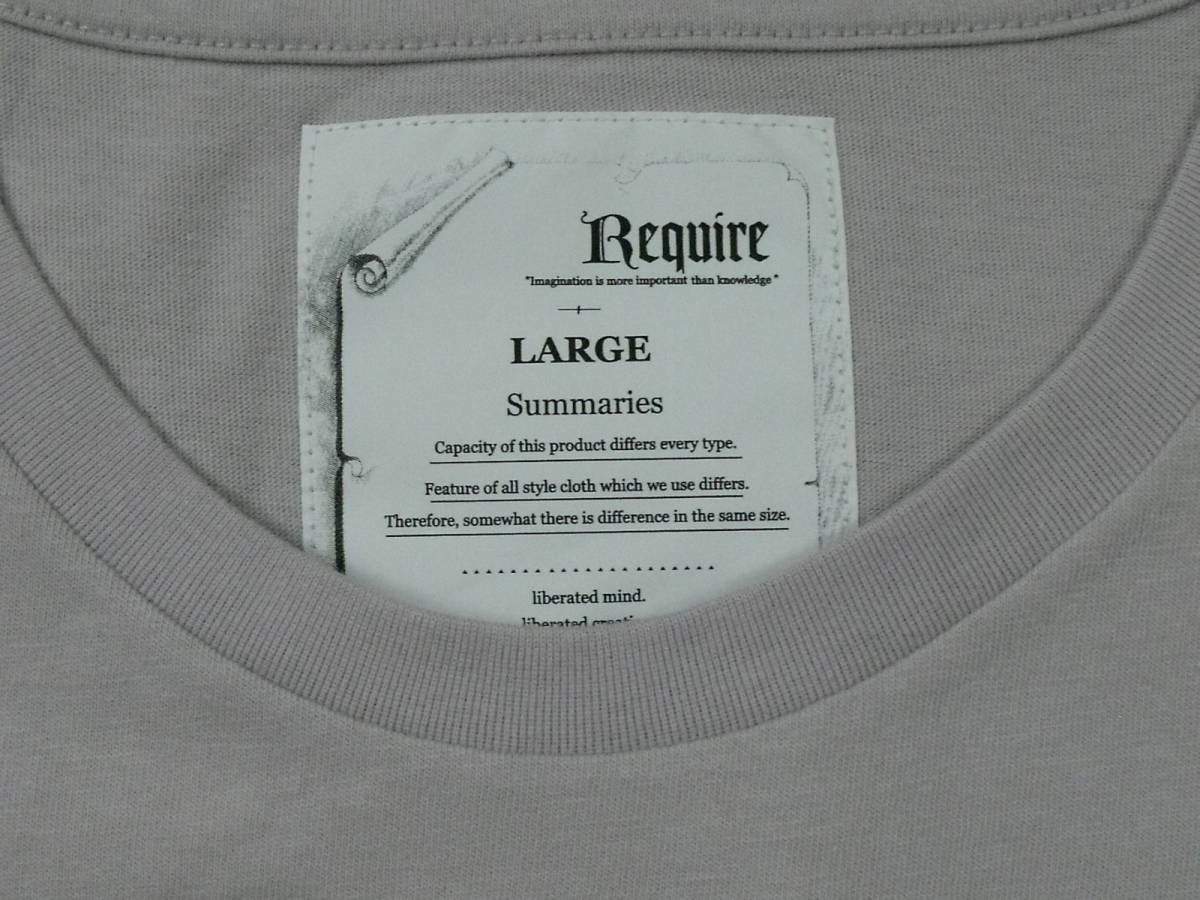 Require
"Imagination is more important than knowledge"
LARGE
Summaries
Capacity of this product differs every type.
Feature of all style cloth which we use differs.
Therefore, somewhat there is difference in the same size.
liberated mind.
liberated